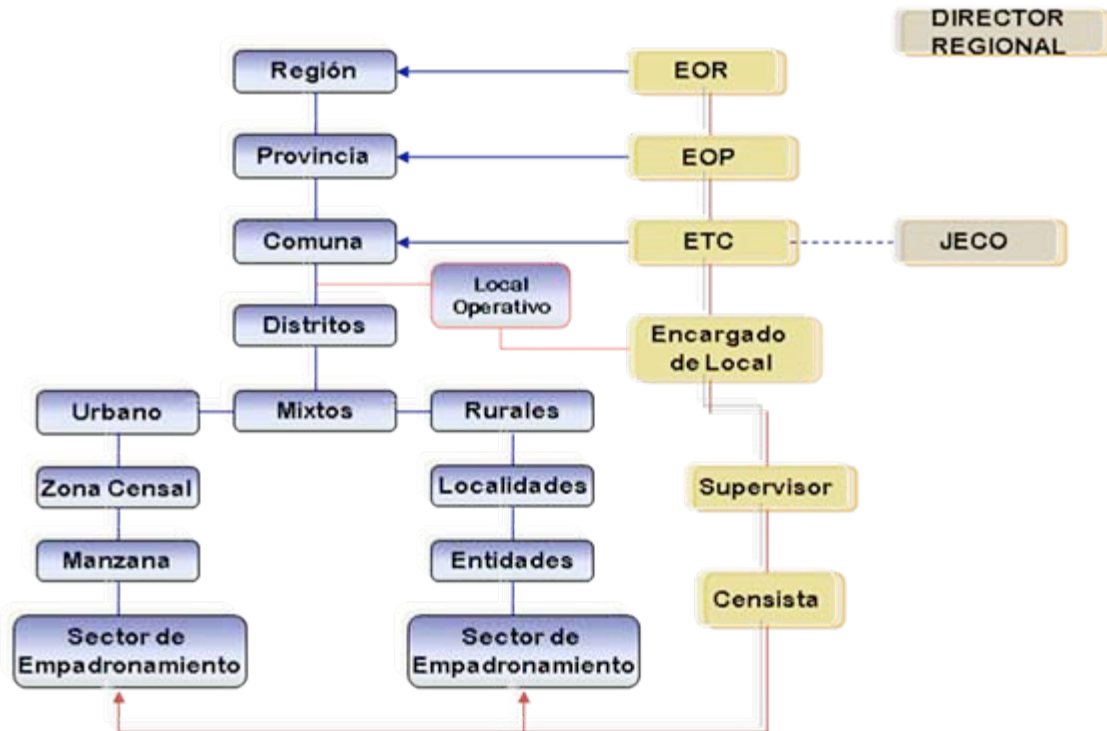 DIRECTOR
REGIONAL
Región
EOR
Provincia
EOP
Comuna
ETC
JECO
Local
Operativo
Distritos
Encargado
de Local
Urbano
Mixtos
Rurales
Zona Censal
Localidades
Supervisor
Manzana
Entidades
Censista
Sector de
Empadronamiento
Sector de
Empadronamiento